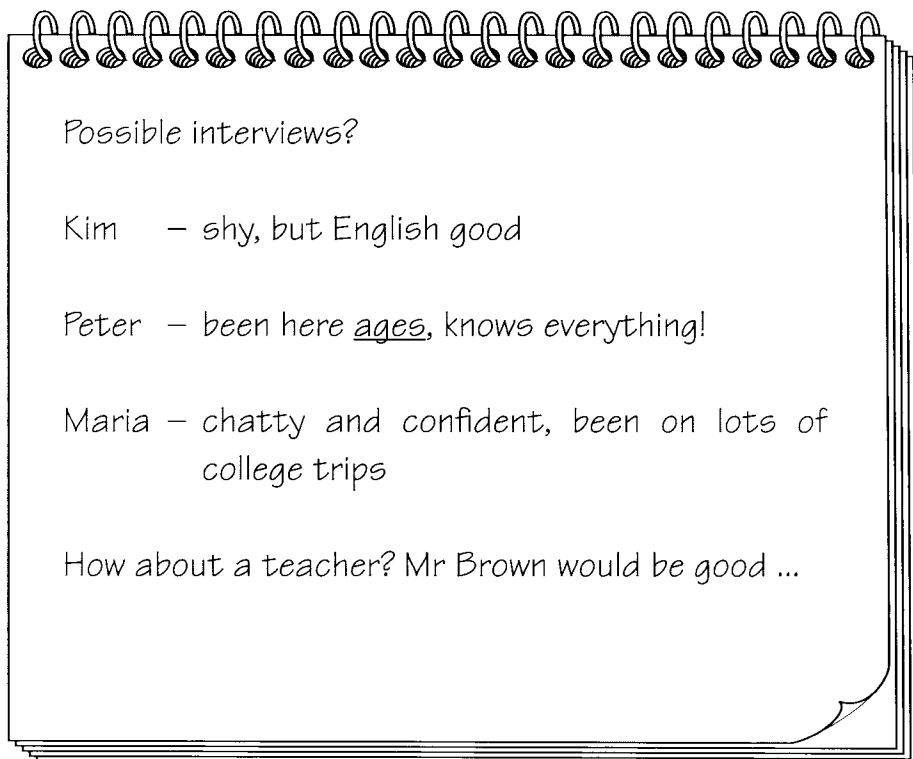 Possible interviews?
Kim – shy, but English good
Peter – been here ages, knows everything!
Maria – chatty and confident, been on lots of
college trips
How about a teacher? Mr Brown would be good ...